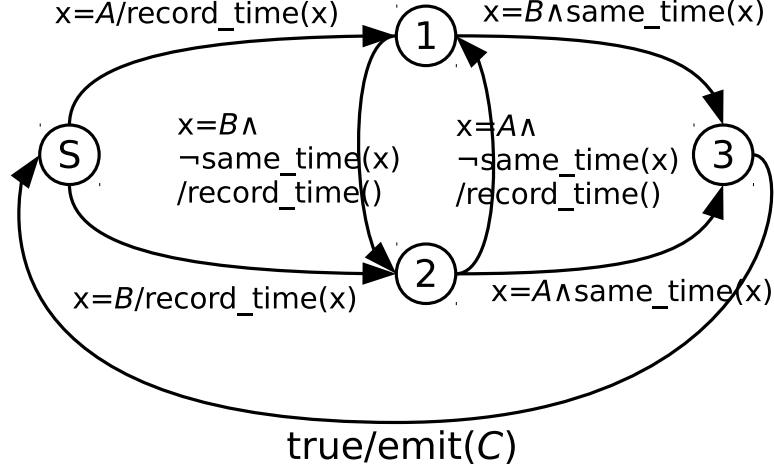 x=A/record_time(x)
x=B∧same_time(x)
1
x=B∧
¬same_time(x)
/record_time()
x=A∧
¬same_time(x)
/record_time()
S
3
2
x=B/record_time(x)
x=A∧same_time(x)
true/emit(C)